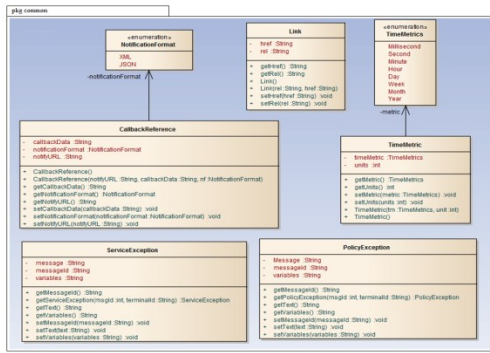 pkg common
«enumeration»
NotificationFormat
XML
JSON
-notificationFormat
Link
- href :String
- rel :String
+ getHref() :String
+ getRel() :String
+ Link()
+ Link(rel :String, href :String)
+ setHref(href :String) :void
+ setRel(rel :String) :void
«enumeration»
TimeMetrics
Millisecond
Second
Minute
Hour
Day
Week
Month
Year
-metric
CallbackReference
- callbackData :String
- notificationFormat :NotificationFormat
- notifyURL :String
+ CallbackReference()
+ CallbackReference(notifyURL :String, callbackData :String, nf :NotificationFormat)
+ getCallbackData() :String
+ getNotificationFormat() :NotificationFormat
+ getNotifyURL() :String
+ setCallbackData(callbackData :String) :void
+ setNotificationFormat(notificationFormat :NotificationFormat) :void
+ setNotifyURL(notifyURL :String) :void
TimeMetric
- timeMetric :TimeMetrics
- units :int
+ getMetric() :TimeMetrics
+ getUnits() :int
+ setMetric(metric :TimeMetrics) :void
+ setUnits(units :int) :void
+ TimeMetric(tm :TimeMetrics, unit :int)
+ TimeMetric()
ServiceException
- message :String
- messageId :String
- variables :String
+ getMessageId() :String
+ getServiceException(msgId :int, terminalId :String) :ServiceException
+ getText() :String
+ getVariables() :String
+ setMessageId(messageId :String) :void
+ setText(text :String) :void
+ setVariables(variables :String) :void
PolicyException
- Message :String
- messageId :String
- variables :String
+ getMessageId() :String
+ getPolicyException(msgId :int, terminalId :String) :PolicyException
+ getText() :String
+ getVariables() :String
+ setMessageId(messageId :String) :void
+ setText(text :String) :void
+ setVariables(variables :String) :void